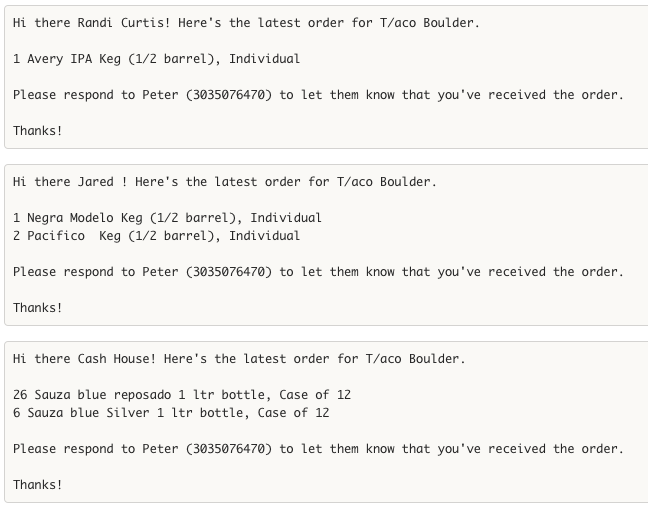 Hi there Randi Curtis! Here's the latest order for T/aco Boulder.
1 Avery IPA Keg (1/2 barrel), Individual
Please respond to Peter (3035076470) to let them know that you've received the order.
Thanks!
Hi there Jared ! Here's the latest order for T/aco Boulder.
1 Negra Modelo Keg (1/2 barrel), Individual
2 Pacifico  Keg (1/2 barrel), Individual
Please respond to Peter (3035076470) to let them know that you've received the order.
Thanks!
Hi there Cash House! Here's the latest order for T/aco Boulder.
26 Sauza blue reposado 1 ltr bottle, Case of 12
6 Sauza blue Silver 1 ltr bottle, Case of 12
Please respond to Peter (3035076470) to let them know that you've received the order.
Thanks!